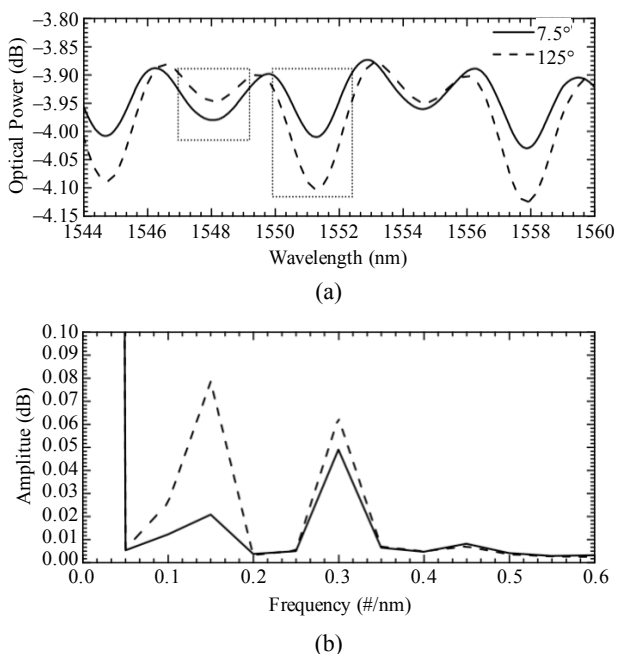 −3.80
−3.85
−3.90
−3.95
−4.00
−4.05
−4.10
−4.15
Optical Power (dB)
7.5°
125°
1544 1546 1548 1550 1552 1554 1556 1558 1560
Wavelength (nm)
(a)
0.10
0.09
0.08
0.07
0.06
0.05
0.04
0.03
0.02
0.01
0.00
Amplitue (dB)
0.0 0.1 0.2 0.3 0.4 0.5 0.6
Frequency (#/nm)
(b)